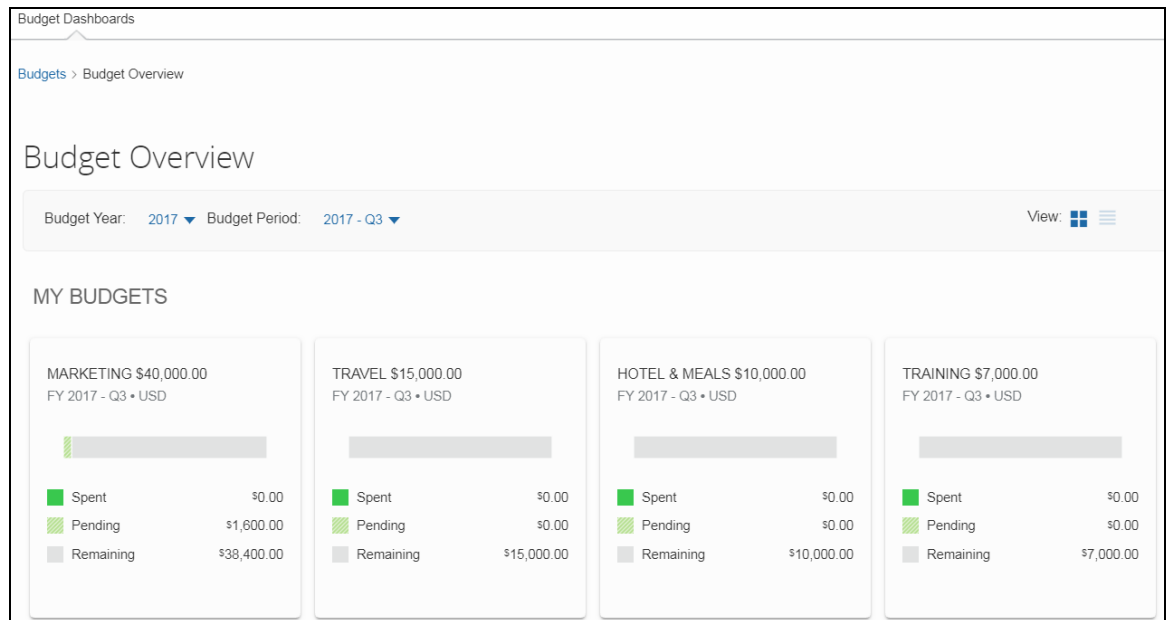 Budget Dashboards
Budgets > Budget Overview
Budget Overview
Budget Year: 2017 Budget Period: 2017 - Q3 View:
MY BUDGETS
MARKETING $40,000.00
FY 2017 - Q3 • USD
Spent $0.00
Pending $1,600.00
Remaining $38,400.00
TRAVEL $15,000.00
FY 2017 - Q3 • USD
Spent $0.00
Pending $0.00
Remaining $15,000.00
HOTEL & MEALS $10,000.00
FY 2017 - Q3 • USD
Spent $0.00
Pending $0.00
Remaining $10,000.00
TRAINING $7,000.00
FY 2017 - Q3 • USD
Spent $0.00
Pending $0.00
Remaining $7,000.00